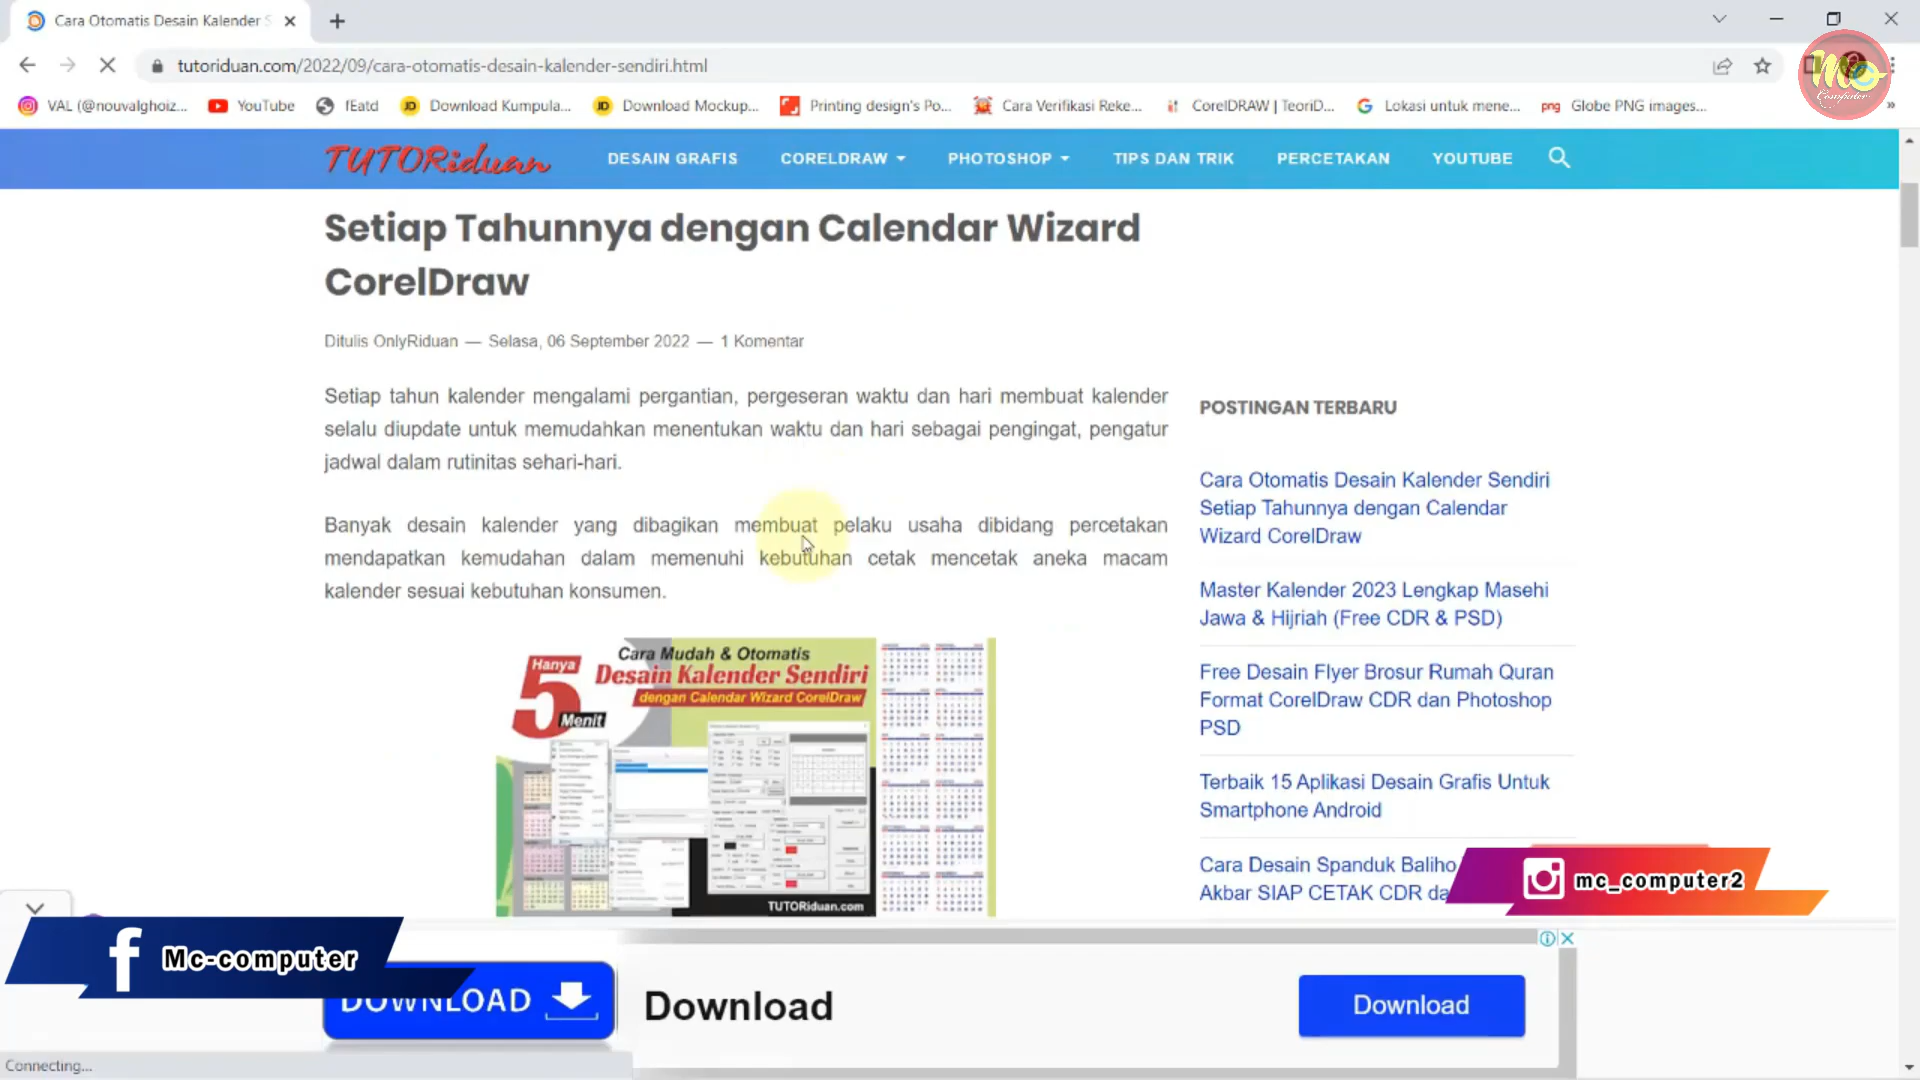 Cara Otomatis Desain Kalender S
tutoriduan.com/2022/09/cara-otomatis-desain-kalender-sendiri.html
VAL (@nouvalghoiz...
YouTube
fEatd
Download Kumpula...
Download Mockup...
Printing design's Po...
Cara Verifikasi Reke...
CorelDRAW | TeoriD...
Lokasi untuk mene...
Globe PNG images...
Mc
Computer
TUTORiduan
DESAIN GRAFIS
CORELDRAW
PHOTOSHOP
TIPS DAN TRIK
PERCETAKAN
YOUTUBE
Setiap Tahunnya dengan Calendar Wizard
CorelDraw
Ditulis OnlyRiduan — Selasa, 06 September 2022 — 1 Komentar
Setiap tahun kalender mengalami pergantian, pergeseran waktu dan hari membuat kalender
selalu diupdate untuk memudahkan menentukan waktu dan hari sebagai pengingat, pengatur
jadwal dalam rutinitas sehari-hari.
Banyak desain kalender yang dibagikan membuat pelaku usaha dibidang percetakan
mendapatkan kemudahan dalam memenuhi kebutuhan cetak mencetak aneka macam
kalender sesuai kebutuhan konsumen.
Hanya
5
Menit
Cara Mudah & Otomatis
Desain Kalender Sendiri
dengan Calendar Wizard CorelDraw
TUTORiduan.com
POSTINGAN TERBARU
Cara Otomatis Desain Kalender Sendiri
Setiap Tahunnya dengan Calendar
Wizard CorelDraw
Master Kalender 2023 Lengkap Masehi
Jawa & Hijriah (Free CDR & PSD)
Free Desain Flyer Brosur Rumah Quran
Format CorelDraw CDR dan Photoshop
PSD
Terbaik 15 Aplikasi Desain Grafis Untuk
Smartphone Android
Cara Desain Spanduk Baliho
Akbar SIAP CETAK CDR da
mc_computer2
Mc-computer
DOWNLOAD
Download
Download
Connecting...